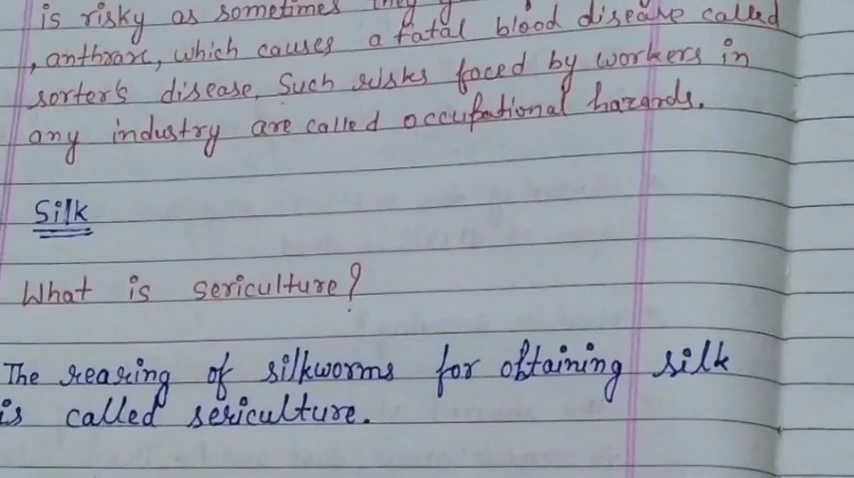 is risky as sometimes they
, anthrax, which causes a fatal blood disease called
sorter's disease. Such risks faced by workers in
any industry are called occupational hazards.
Silk
What is sericulture?
The rearing of silkworms for obtaining silk
is called sericulture.